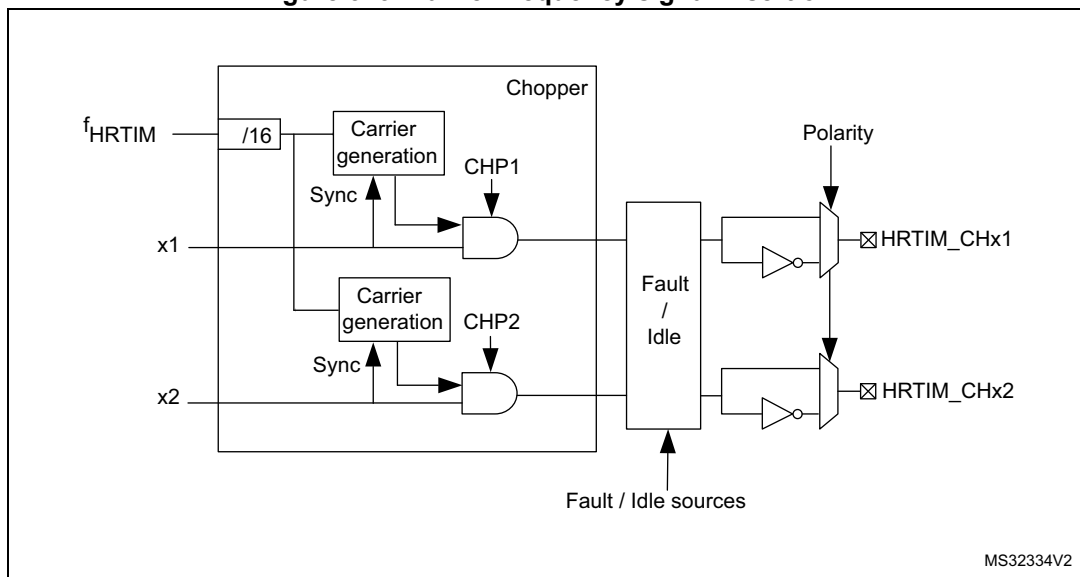 Chopper
fHRTIM
/16
Carrier
generation
CHP1
Polarity
Sync
x1
HRTIM_CHx1
Carrier
generation
Fault
/
Idle
CHP2
Sync
x2
HRTIM_CHx2
Fault / Idle sources
MS32334V2